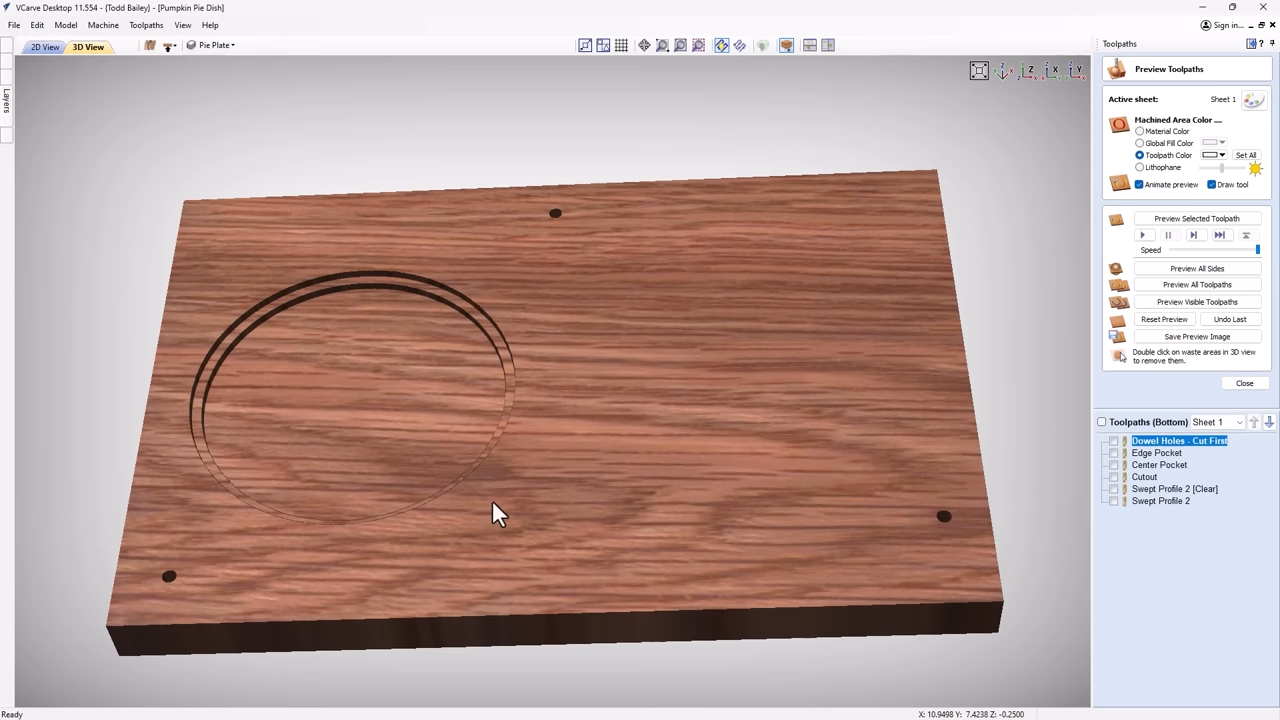 VCarve Desktop 11.554 - (Todd Bailey) - [Pumpkin Pie Dish]
File Edit Model Machine Toolpaths View Help
Sign in...
2D View 3D View Pie Plate
Z X Y
Layers
Toolpaths
Preview Toolpaths
Active sheet: Sheet 1
Machined Area Color ....
Material Color
Global Fill Color
Toolpath Color Set All
Lithophane
Animate preview Draw tool
Preview Selected Toolpath
Speed
Preview All Sides
Preview All Toolpaths
Preview Visible Toolpaths
Reset Preview Undo Last
Save Preview Image
Double click on waste areas in 3D view
to remove them.
Close
Toolpaths (Bottom) Sheet 1
Dowel Holes - Cut First
Edge Pocket
Center Pocket
Cutout
Swept Profile 2 [Clear]
Swept Profile 2
Ready
X: 10.9498 Y: 7.4238 Z: -0.2500